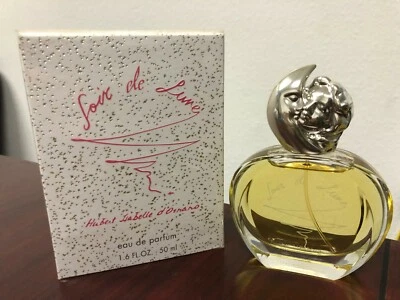 Soir de Lune
Hubert Isabelle d'Ornano
eau de parfum
1.6 FL.OZ 50 ml